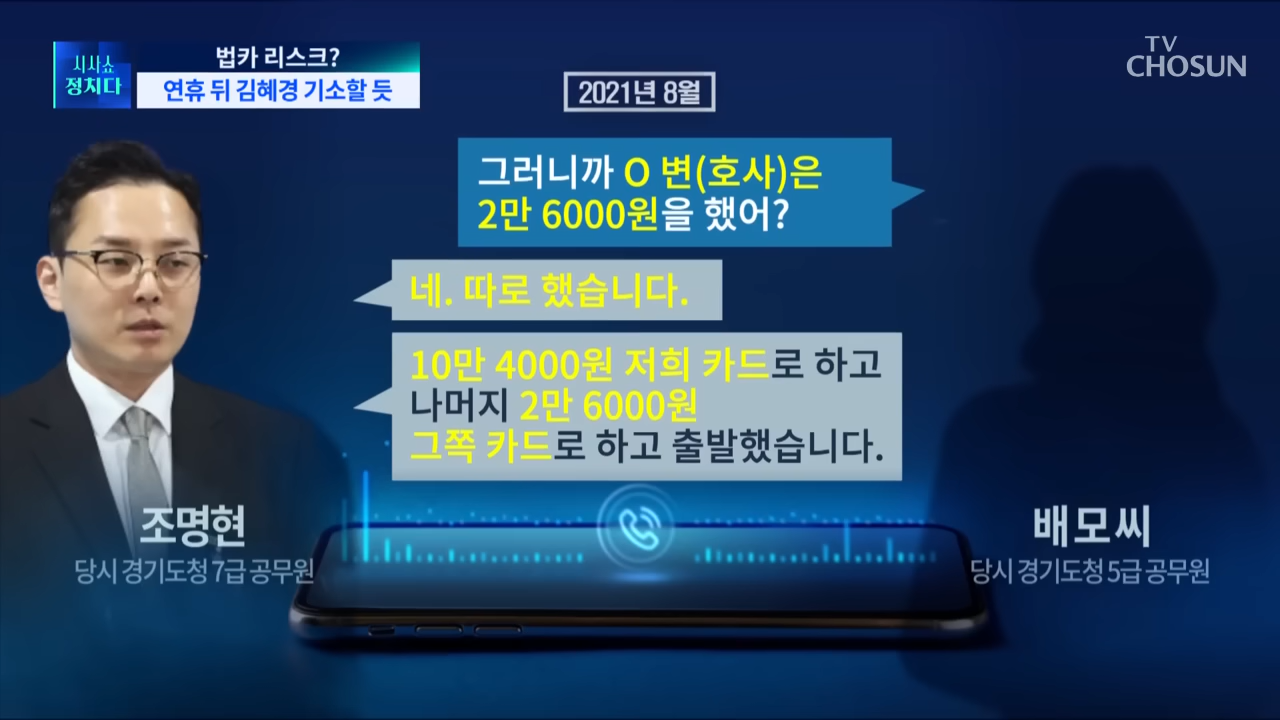 시사쇼
정치다
법카 리스크?
연휴 뒤 김혜경 기소할 듯
TV
CHOSUN
2021년 8월
그러니까 O 변(호사)은
2만 6000원을 했어?
네. 따로 했습니다.
10만 4000원 저희 카드로 하고
나머지 2만 6000원
그쪽 카드로 하고 출발했습니다.
조명현
당시 경기도청 7급 공무원
배모씨
당시 경기도청 5급 공무원